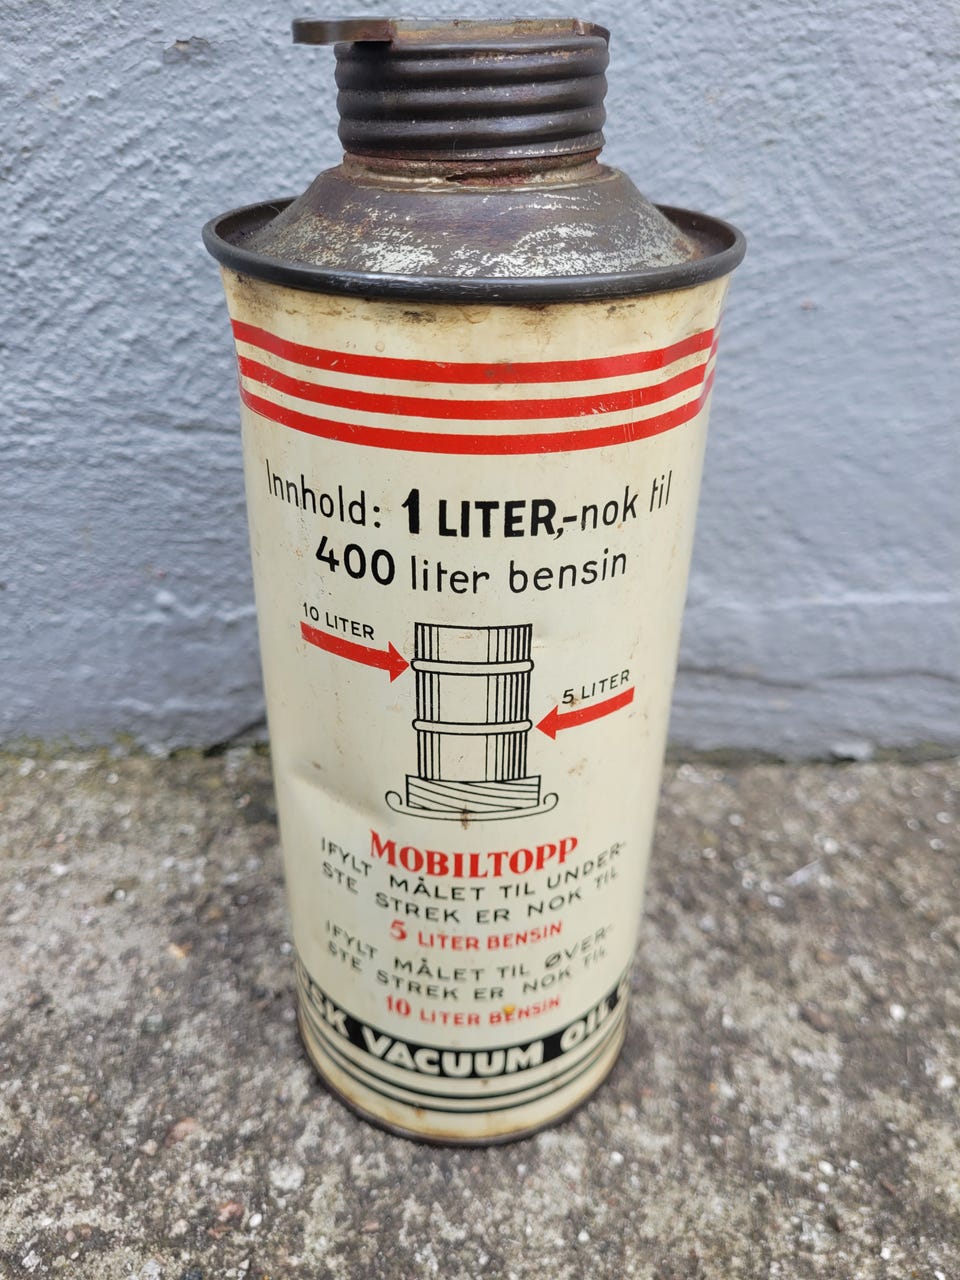 Innhold: 1 LITER,-nok til
400 liter bensin
10 LITER
5 LITER
MOBILTOPP
IFYLT MÅLET TIL UNDER-
STE STREK ER NOK TIL
5 LITER BENSIN
IFYLT MÅLET TIL ØVER-
STE STREK ER NOK TIL
10 LITER BENSIN
VACUUM OIL